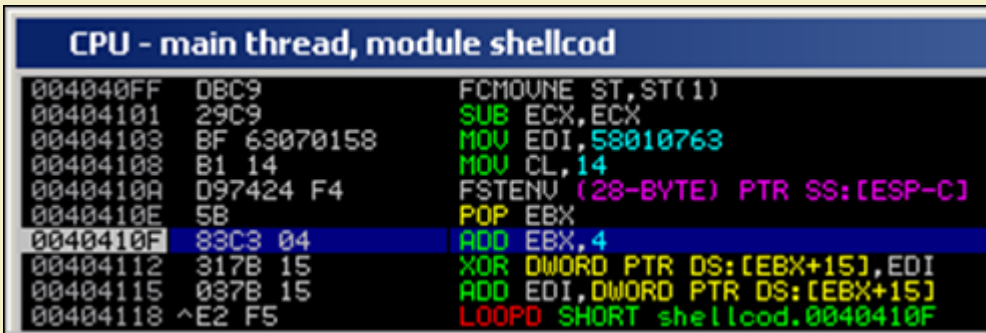 CPU - main thread, module shellcod
004040FF DBC9 FCMOVNE ST,ST(1)
00404101 29C9 SUB ECX,ECX
00404103 BF 63070158 MOV EDI,58010763
00404108 B1 14 MOV CL,14
0040410A D97424 F4 FSTENV (28-BYTE) PTR SS:[ESP-C]
0040410E 5B POP EBX
0040410F 83C3 04 ADD EBX,4
00404112 317B 15 XOR DWORD PTR DS:[EBX+15],EDI
00404115 037B 15 ADD EDI,DWORD PTR DS:[EBX+15]
00404118 ^E2 F5 LOOPD SHORT shellcod.0040410F